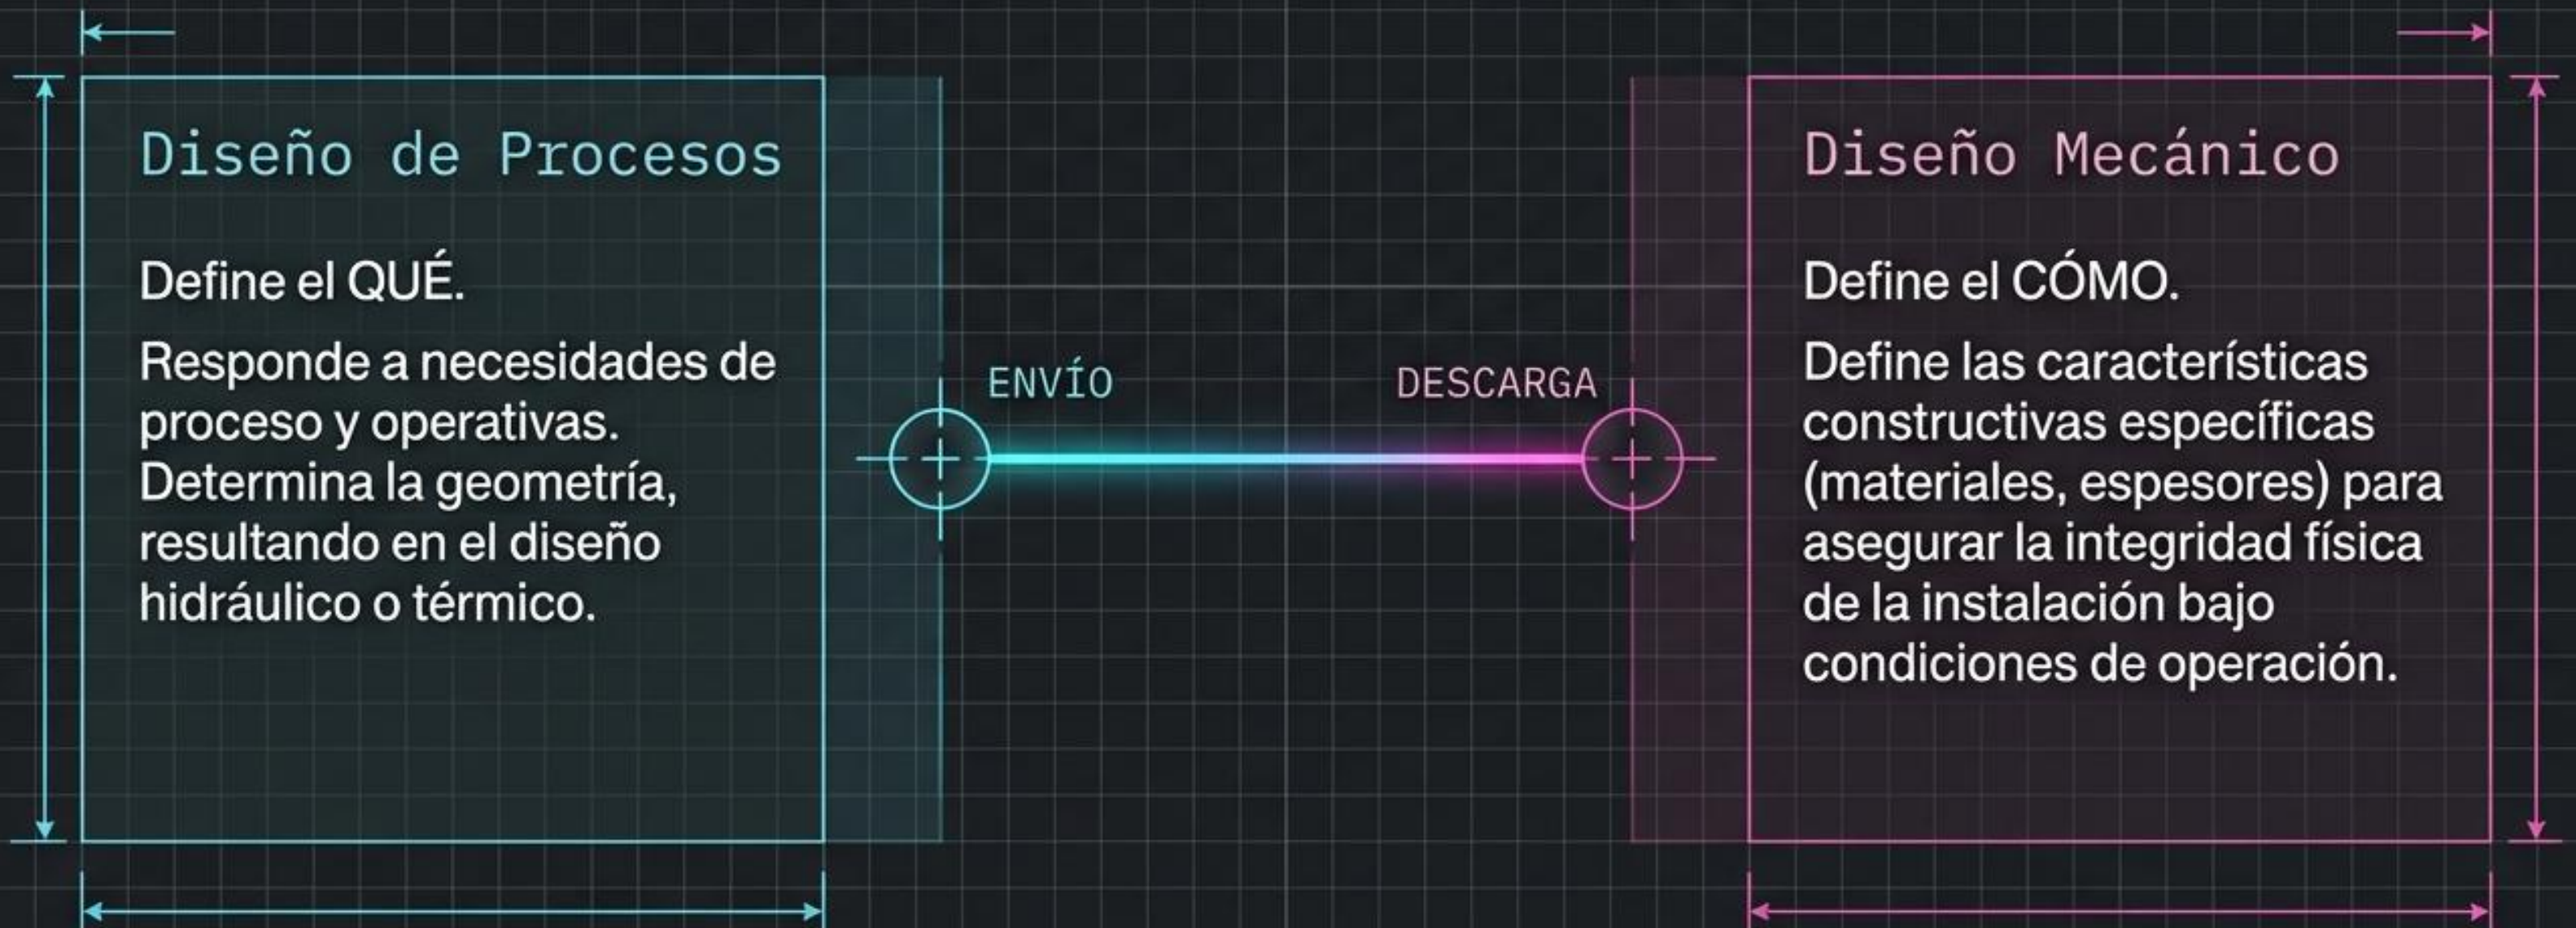 Diseño de Procesos
Define el QUÉ.
Responde a necesidades de
proceso y operativas.
Determina la geometría,
resultando en el diseño
hidráulico o térmico.
ENVÍO
DESCARGA
Diseño Mecánico
Define el CÓMO.
Define las características
constructivas específicas
(materiales, espesores) para
asegurar la integridad física
de la instalación bajo
condiciones de operación.